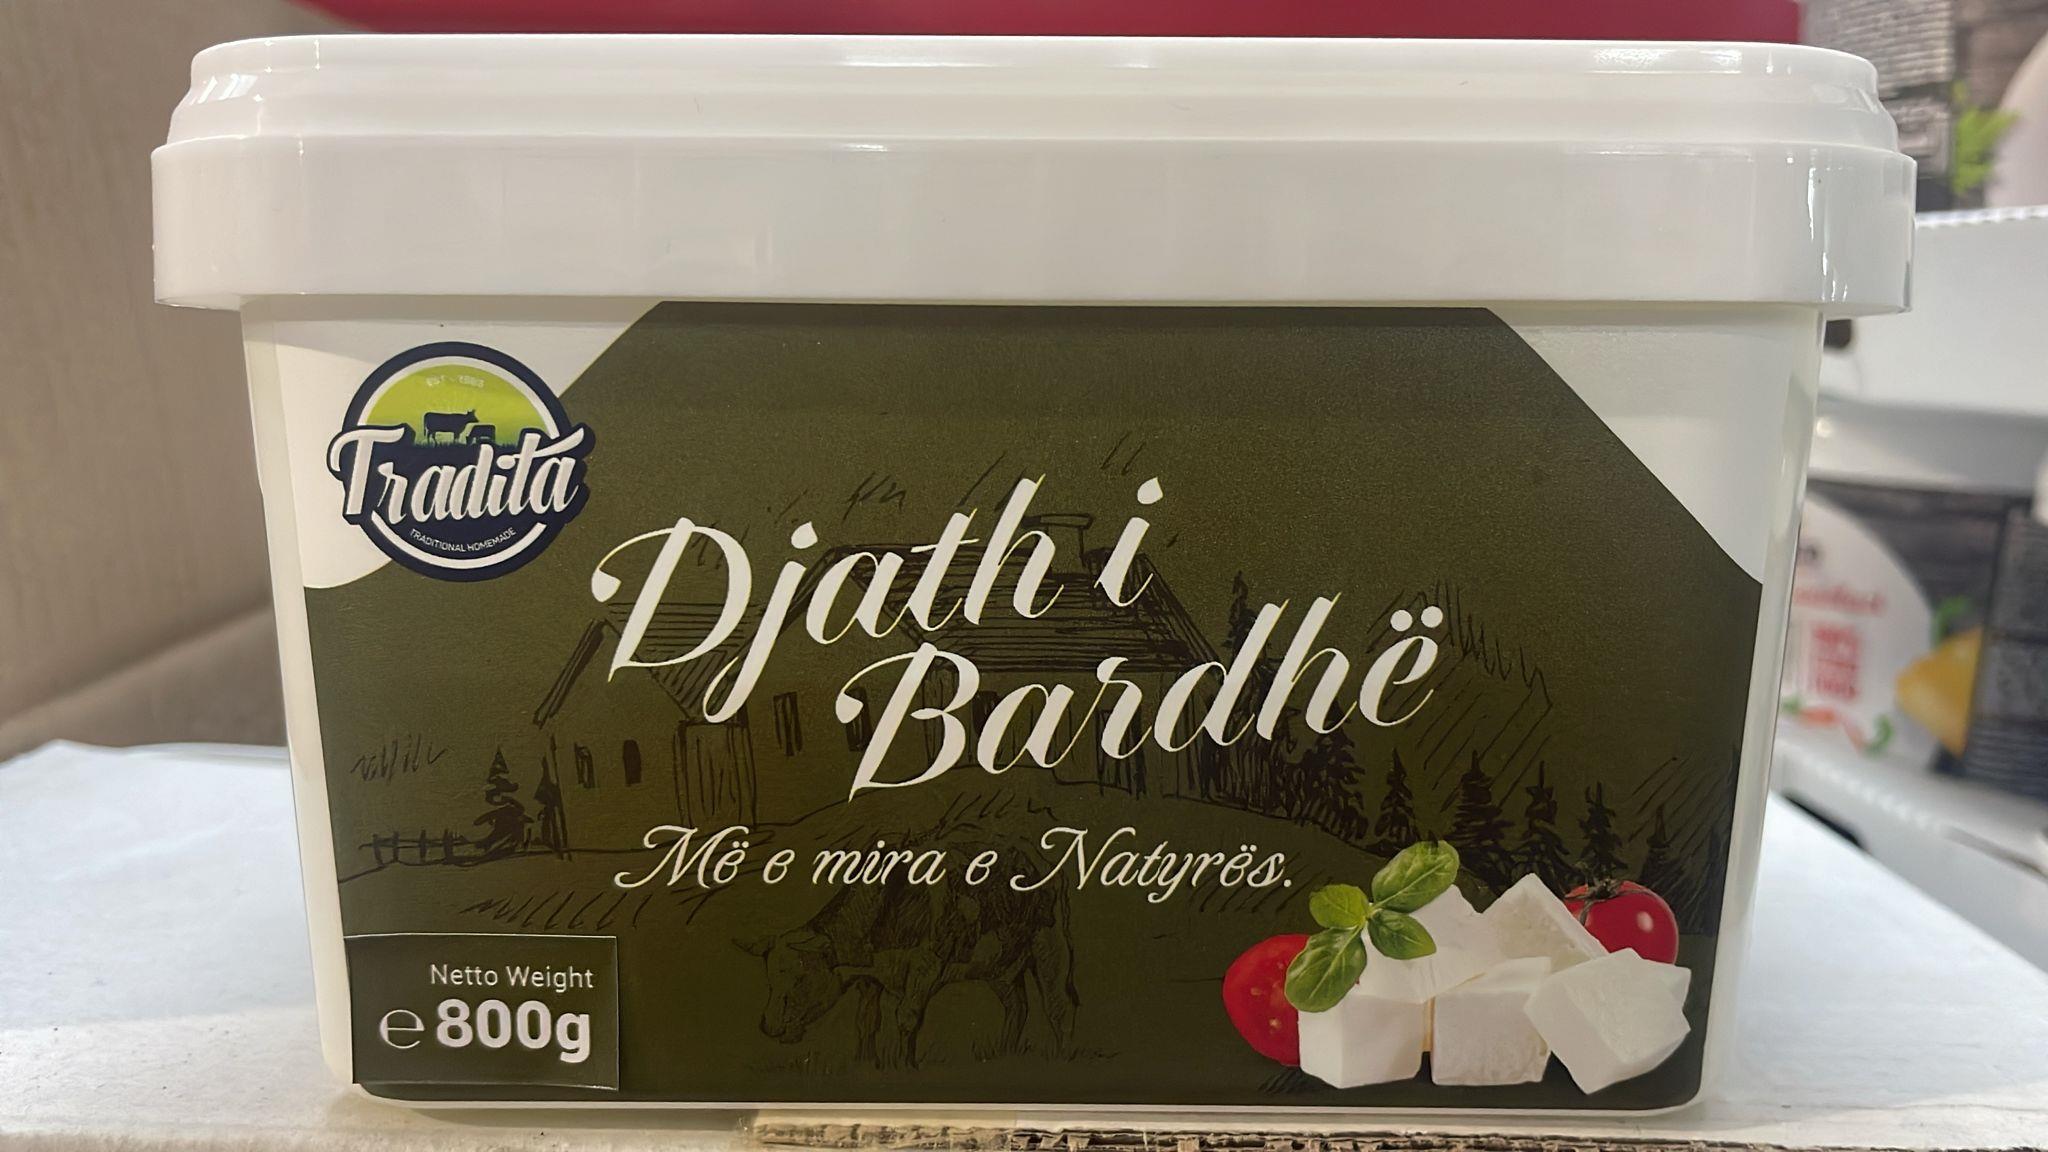 Tradita
TRADITIONAL HOMEMADE
Djath i
Bardhë
Më e mira e Natyrës.
Netto Weight
℮ 800g